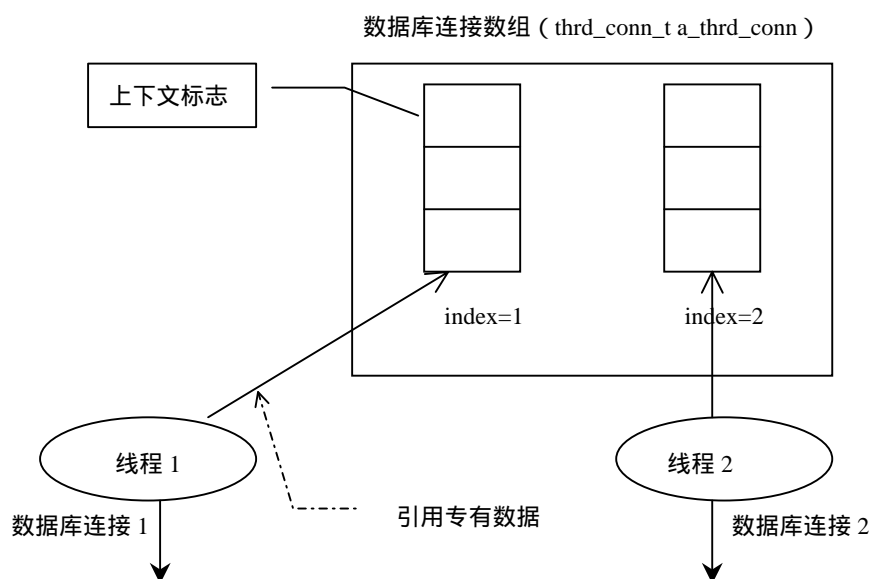 数据库连接数组（thrd_conn_t a_thrd_conn）
上下文标志
index=1
index=2
线程 1
线程 2
数据库连接 1
引用专有数据
数据库连接 2